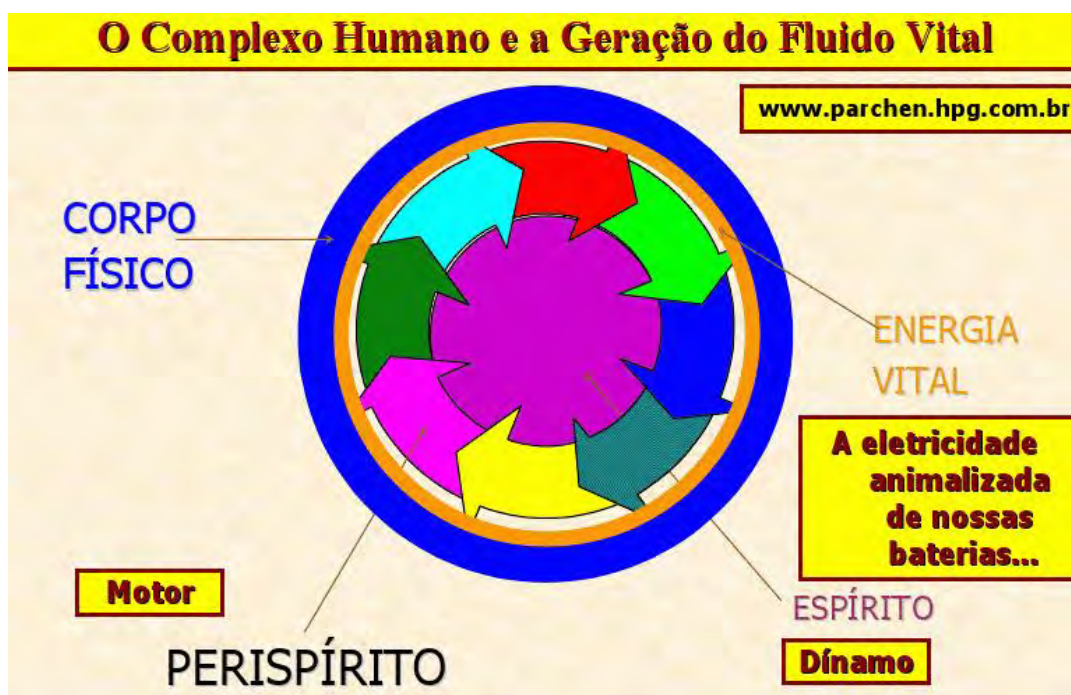 O Complexo Humano e a Geração do Fluido Vital
www.parchen.hpg.com.br
CORPO
FÍSICO
ENERGIA
VITAL
A eletricidade
animalizada
de nossas
baterias...
Motor
ESPÍRITO
PERISPÍRITO
Dínamo